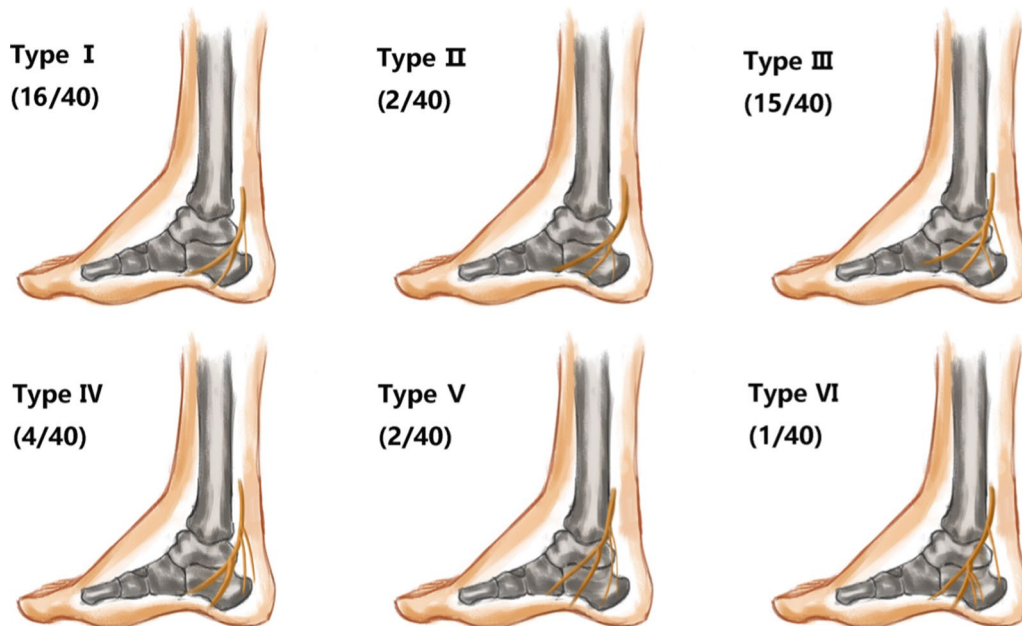 Type Ⅰ
(16/40)
Type Ⅱ
(2/40)
Type Ⅲ
(15/40)
Type Ⅳ
(4/40)
Type Ⅴ
(2/40)
Type Ⅵ
(1/40)